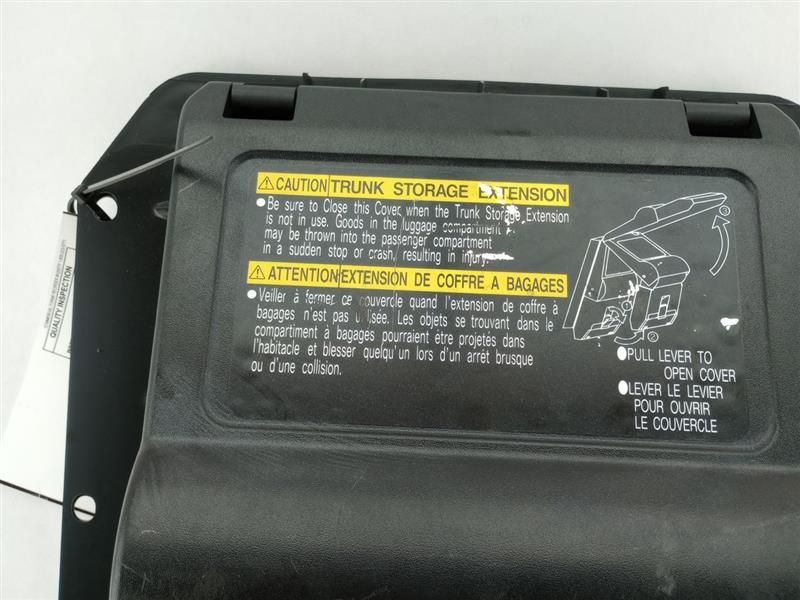 CAUTION TRUNK STORAGE EXTENSION
Be sure to Close this Cover, when the Trunk Storage Extension
is not in use. Goods in the luggage compartment
may be thrown into the passenger compartment
in a sudden stop or crash, resulting in injury.
ATTENTION EXTENSION DE COFFRE A BAGAGES
Veiller à fermer ce couvercle quand l'extension de coffre à
bagages n'est pas utilisée. Les objets se trouvant dans le
compartiment à bagages pourraient être projetés dans
l'habitacle et blesser quelqu'un lors d'un arrêt brusque
ou d'une collision.
PULL LEVER TO
OPEN COVER
LEVER LE LEVIER
POUR OUVRIR
LE COUVERCLE
QUALITY INSPECTION